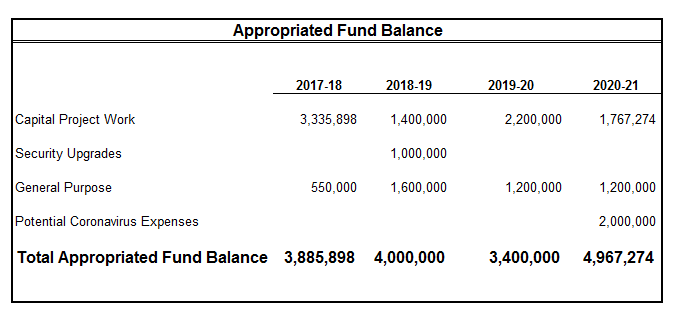 Appropriated Fund Balance
2017-18 2018-19 2019-20 2020-21
Capital Project Work 3,335,898 1,400,000 2,200,000 1,767,274
Security Upgrades 1,000,000
General Purpose 550,000 1,600,000 1,200,000 1,200,000
Potential Coronavirus Expenses 2,000,000
Total Appropriated Fund Balance 3,885,898 4,000,000 3,400,000 4,967,274